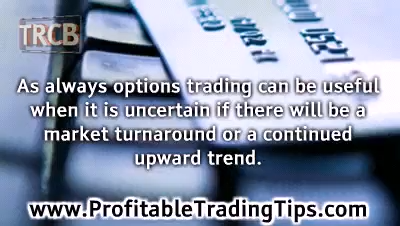 TRCB
As always options trading can be useful
when it is uncertain if there will be a
market turnaround or a continued
upward trend.
www.ProfitableTradingTips.com